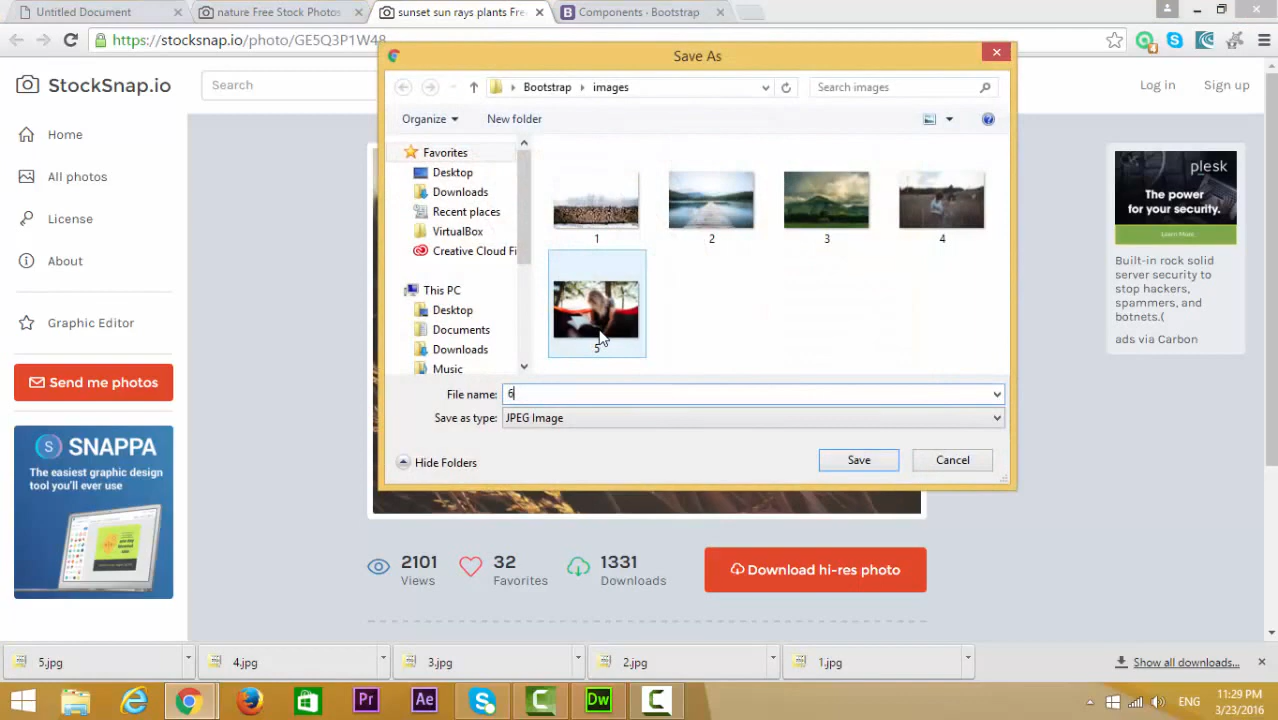 Untitled Document
nature Free Stock Photos
sunset sun rays plants Fre
Components · Bootstrap
https://stocksnap.io/photo/GE5Q3P1W48
Save As
Bootstrap
images
Search images
Organize
New folder
Favorites
Desktop
Downloads
Recent places
VirtualBox
Creative Cloud Fi
This PC
Desktop
Documents
Downloads
Music
1
2
3
4
5
File name:
6
Save as type:
JPEG Image
Hide Folders
Save
Cancel
StockSnap.io
Search
Log in
Sign up
Home
All photos
License
About
Graphic Editor
Send me photos
S SNAPPA
The easiest graphic design
tool you'll ever use
plesk
The power
for your security.
Learn More
Built-in rock solid
server security to
stop hackers,
spammers, and
botnets.(
ads via Carbon
2101
Views
32
Favorites
1331
Downloads
Download hi-res photo
5.jpg
4.jpg
3.jpg
2.jpg
1.jpg
Show all downloads...
Pr
Ae
Dw
ENG
11:29 PM
3/23/2016